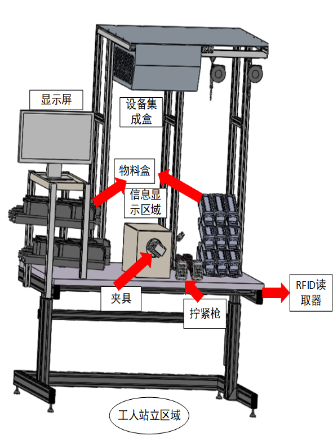 显示屏
设备集
成盒
物料盒
信息显
示区域
夹具
拧紧枪
RFID读
取器
工人站立区域